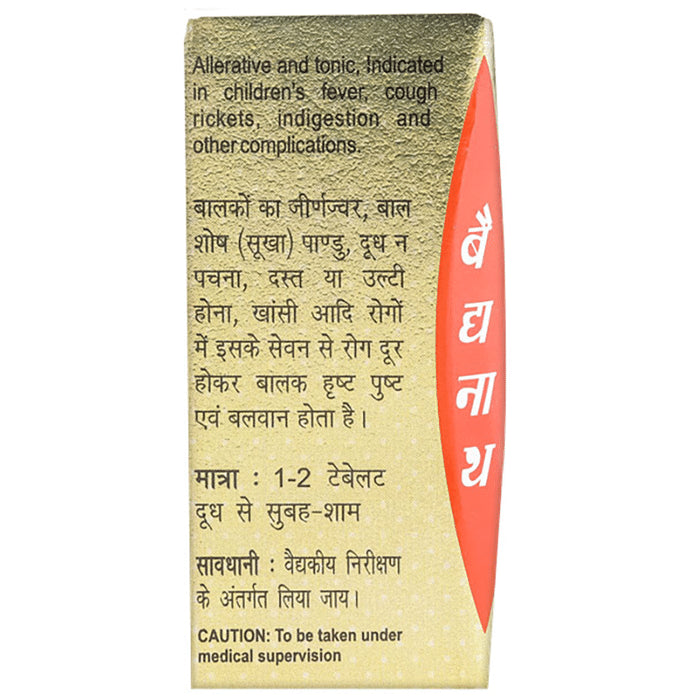 Allerative and tonic, Indicated
in children's fever, cough
rickets, indigestion and
other complications.
बालकों का जीर्णज्वर, बाल
शोष (सूखा) पाण्डु, दूध न
पचना, दस्त या उल्टी
होना, खांसी आदि रोगों
में इसके सेवन से रोग दूर
होकर बालक हृष्ट पुष्ट
एवं बलवान होता है।
मात्रा : 1-2 टेबेलट
दूध से सुबह-शाम
सावधानी : वैद्यकीय निरीक्षण
के अंतर्गत लिया जाय।
CAUTION: To be taken under
medical supervision
बैद्यनाथ